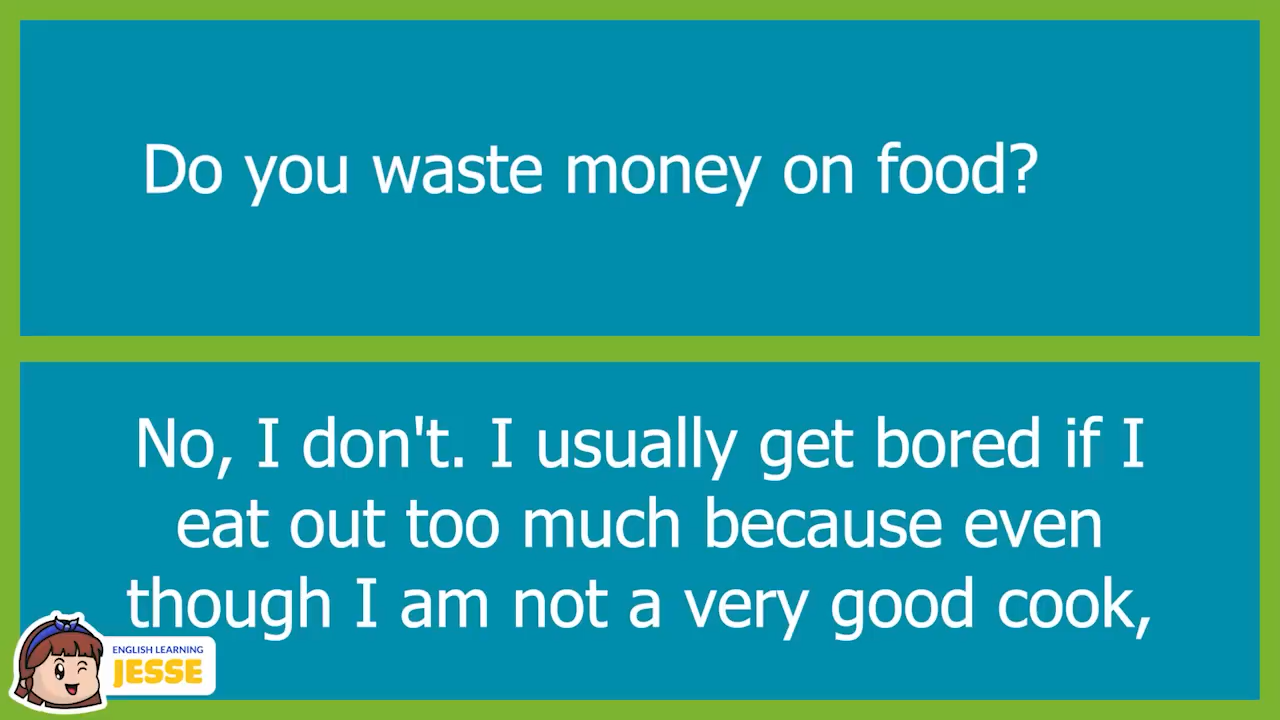 Do you waste money on food?
No, I don't. I usually get bored if I
eat out too much because even
though I am not a very good cook,
ENGLISH LEARNING
JESSE